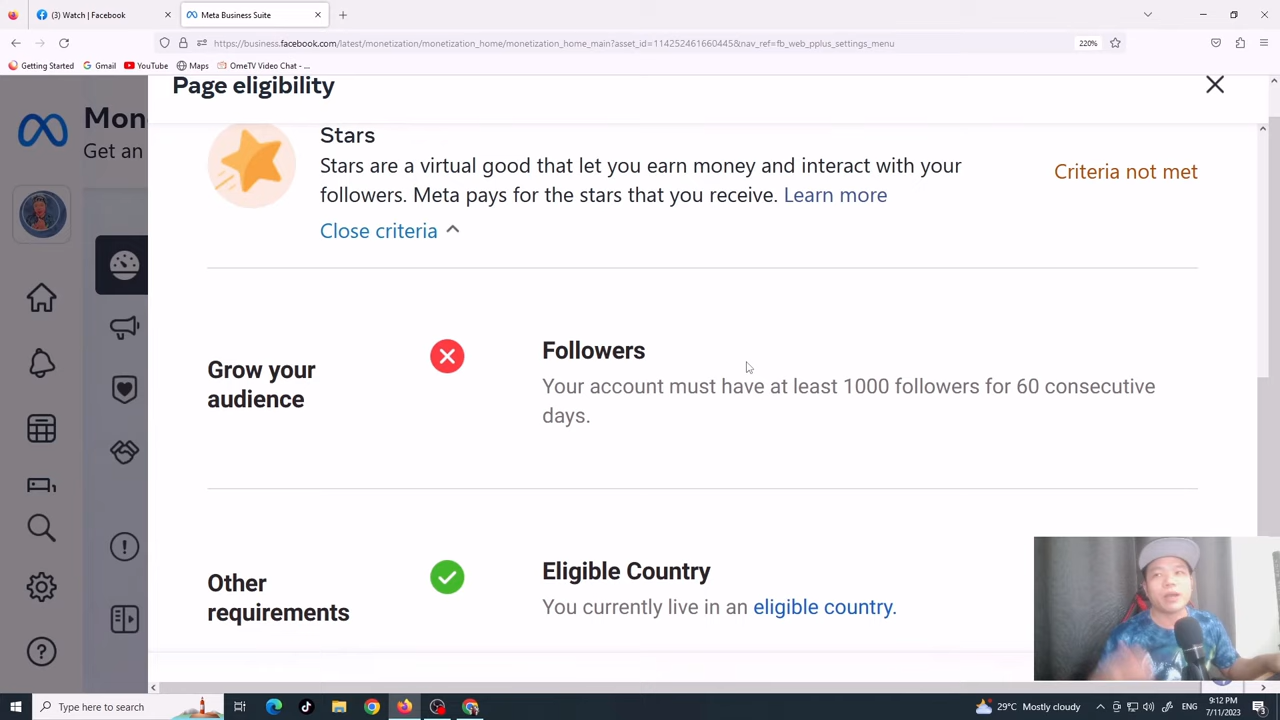 (3) Watch | Facebook
Meta Business Suite
https://business.facebook.com/latest/monetization/monetization_home/monetization_home_main?asset_id=114252461660445&nav_ref=fb_web_pplus_settings_menu
220%
Getting Started
Gmail
YouTube
Maps
OmeTV Video Chat - ...
Page eligibility
Mon
Get an
Stars
Stars are a virtual good that let you earn money and interact with your
followers. Meta pays for the stars that you receive. Learn more
Criteria not met
Close criteria
Grow your
audience
Followers
Your account must have at least 1000 followers for 60 consecutive
days.
Other
requirements
Eligible Country
You currently live in an eligible country.
Type here to search
29°C Mostly cloudy
9:12 PM
7/11/2023